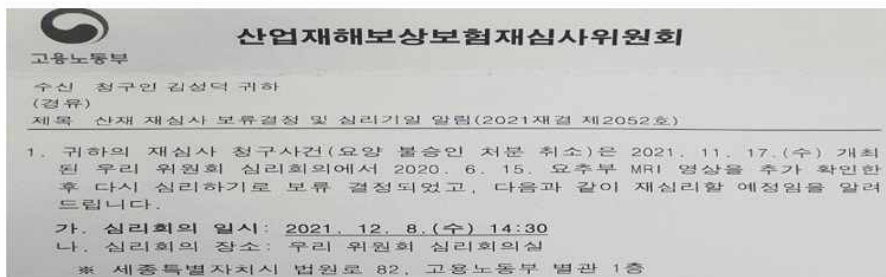 산업재해보상보험재심사위원회
고용노동부
수신 청구인 김성덕 귀하
(경유)
제목 산재 재심사 보류결정 및 심리기일 알림(2021재결 제2052호)
1. 귀하의 재심사 청구사건(요양 불승인 처분 취소)은 2021. 11. 17.(수) 개최
된 우리 위원회 심리회의에서 2020. 6. 15. 요추부 MRI 영상을 추가 확인한
후 다시 심리하기로 보류 결정되었고, 다음과 같이 재심리할 예정임을 알려
드립니다.
가. 심리회의 일시: 2021. 12. 8.(수) 14:30
나. 심리회의 장소: 우리 위원회 심리회의실
※ 세종특별자치시 법원로 82, 고용노동부 별관 1층